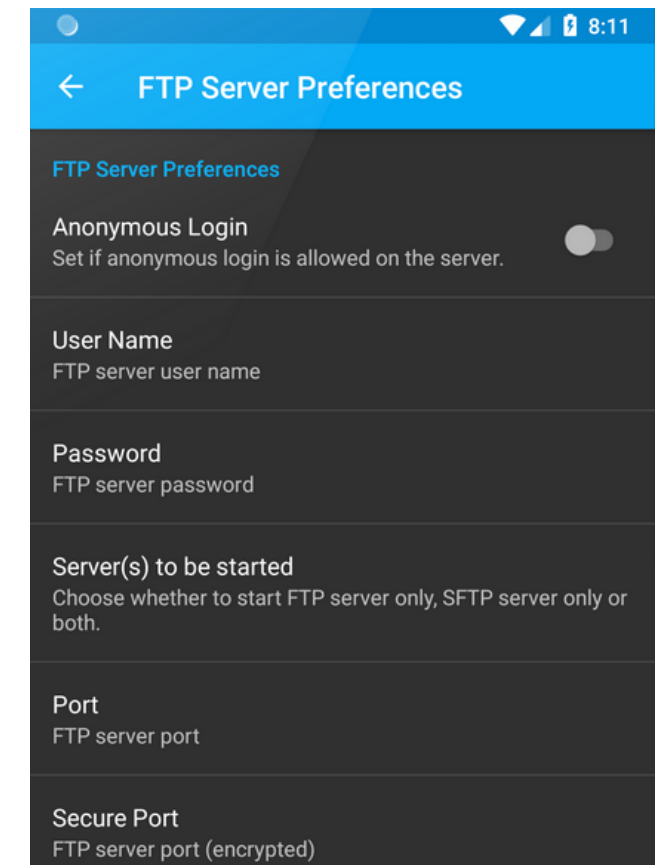 8:11
FTP Server Preferences
FTP Server Preferences
Anonymous Login
Set if anonymous login is allowed on the server.
User Name
FTP server user name
Password
FTP server password
Server(s) to be started
Choose whether to start FTP server only, SFTP server only or
both.
Port
FTP server port
Secure Port
FTP server port (encrypted)